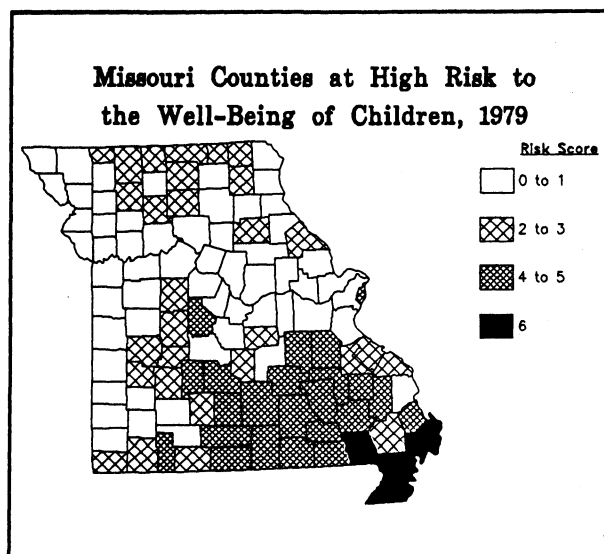 Missouri Counties at High Risk to
the Well-Being of Children, 1979
Risk Score
0 to 1
2 to 3
4 to 5
6